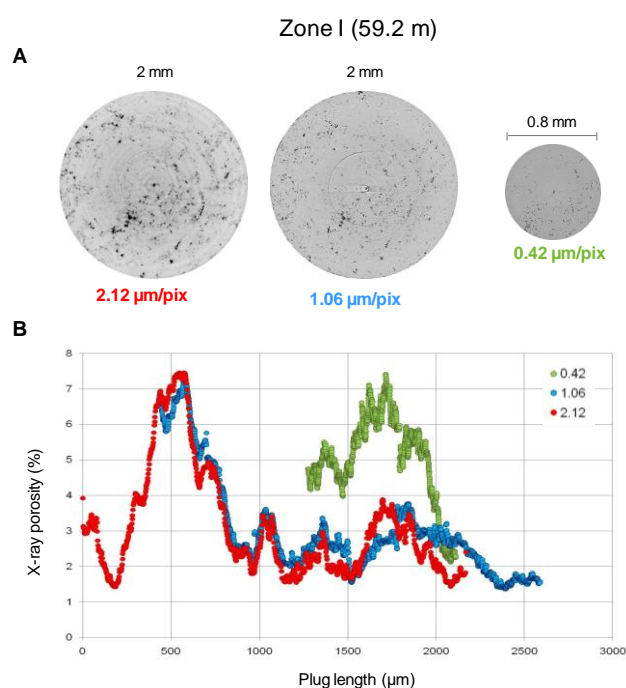 Zone I (59.2 m)
A
2 mm
2 mm
0.8 mm
2.12 µm/pix
1.06 µm/pix
0.42 µm/pix
B
8
7
6
5
4
3
2
1
0
X-ray porosity (%)
0.42
1.06
2.12
0
500
1000
1500
2000
2500
3000
Plug length (µm)